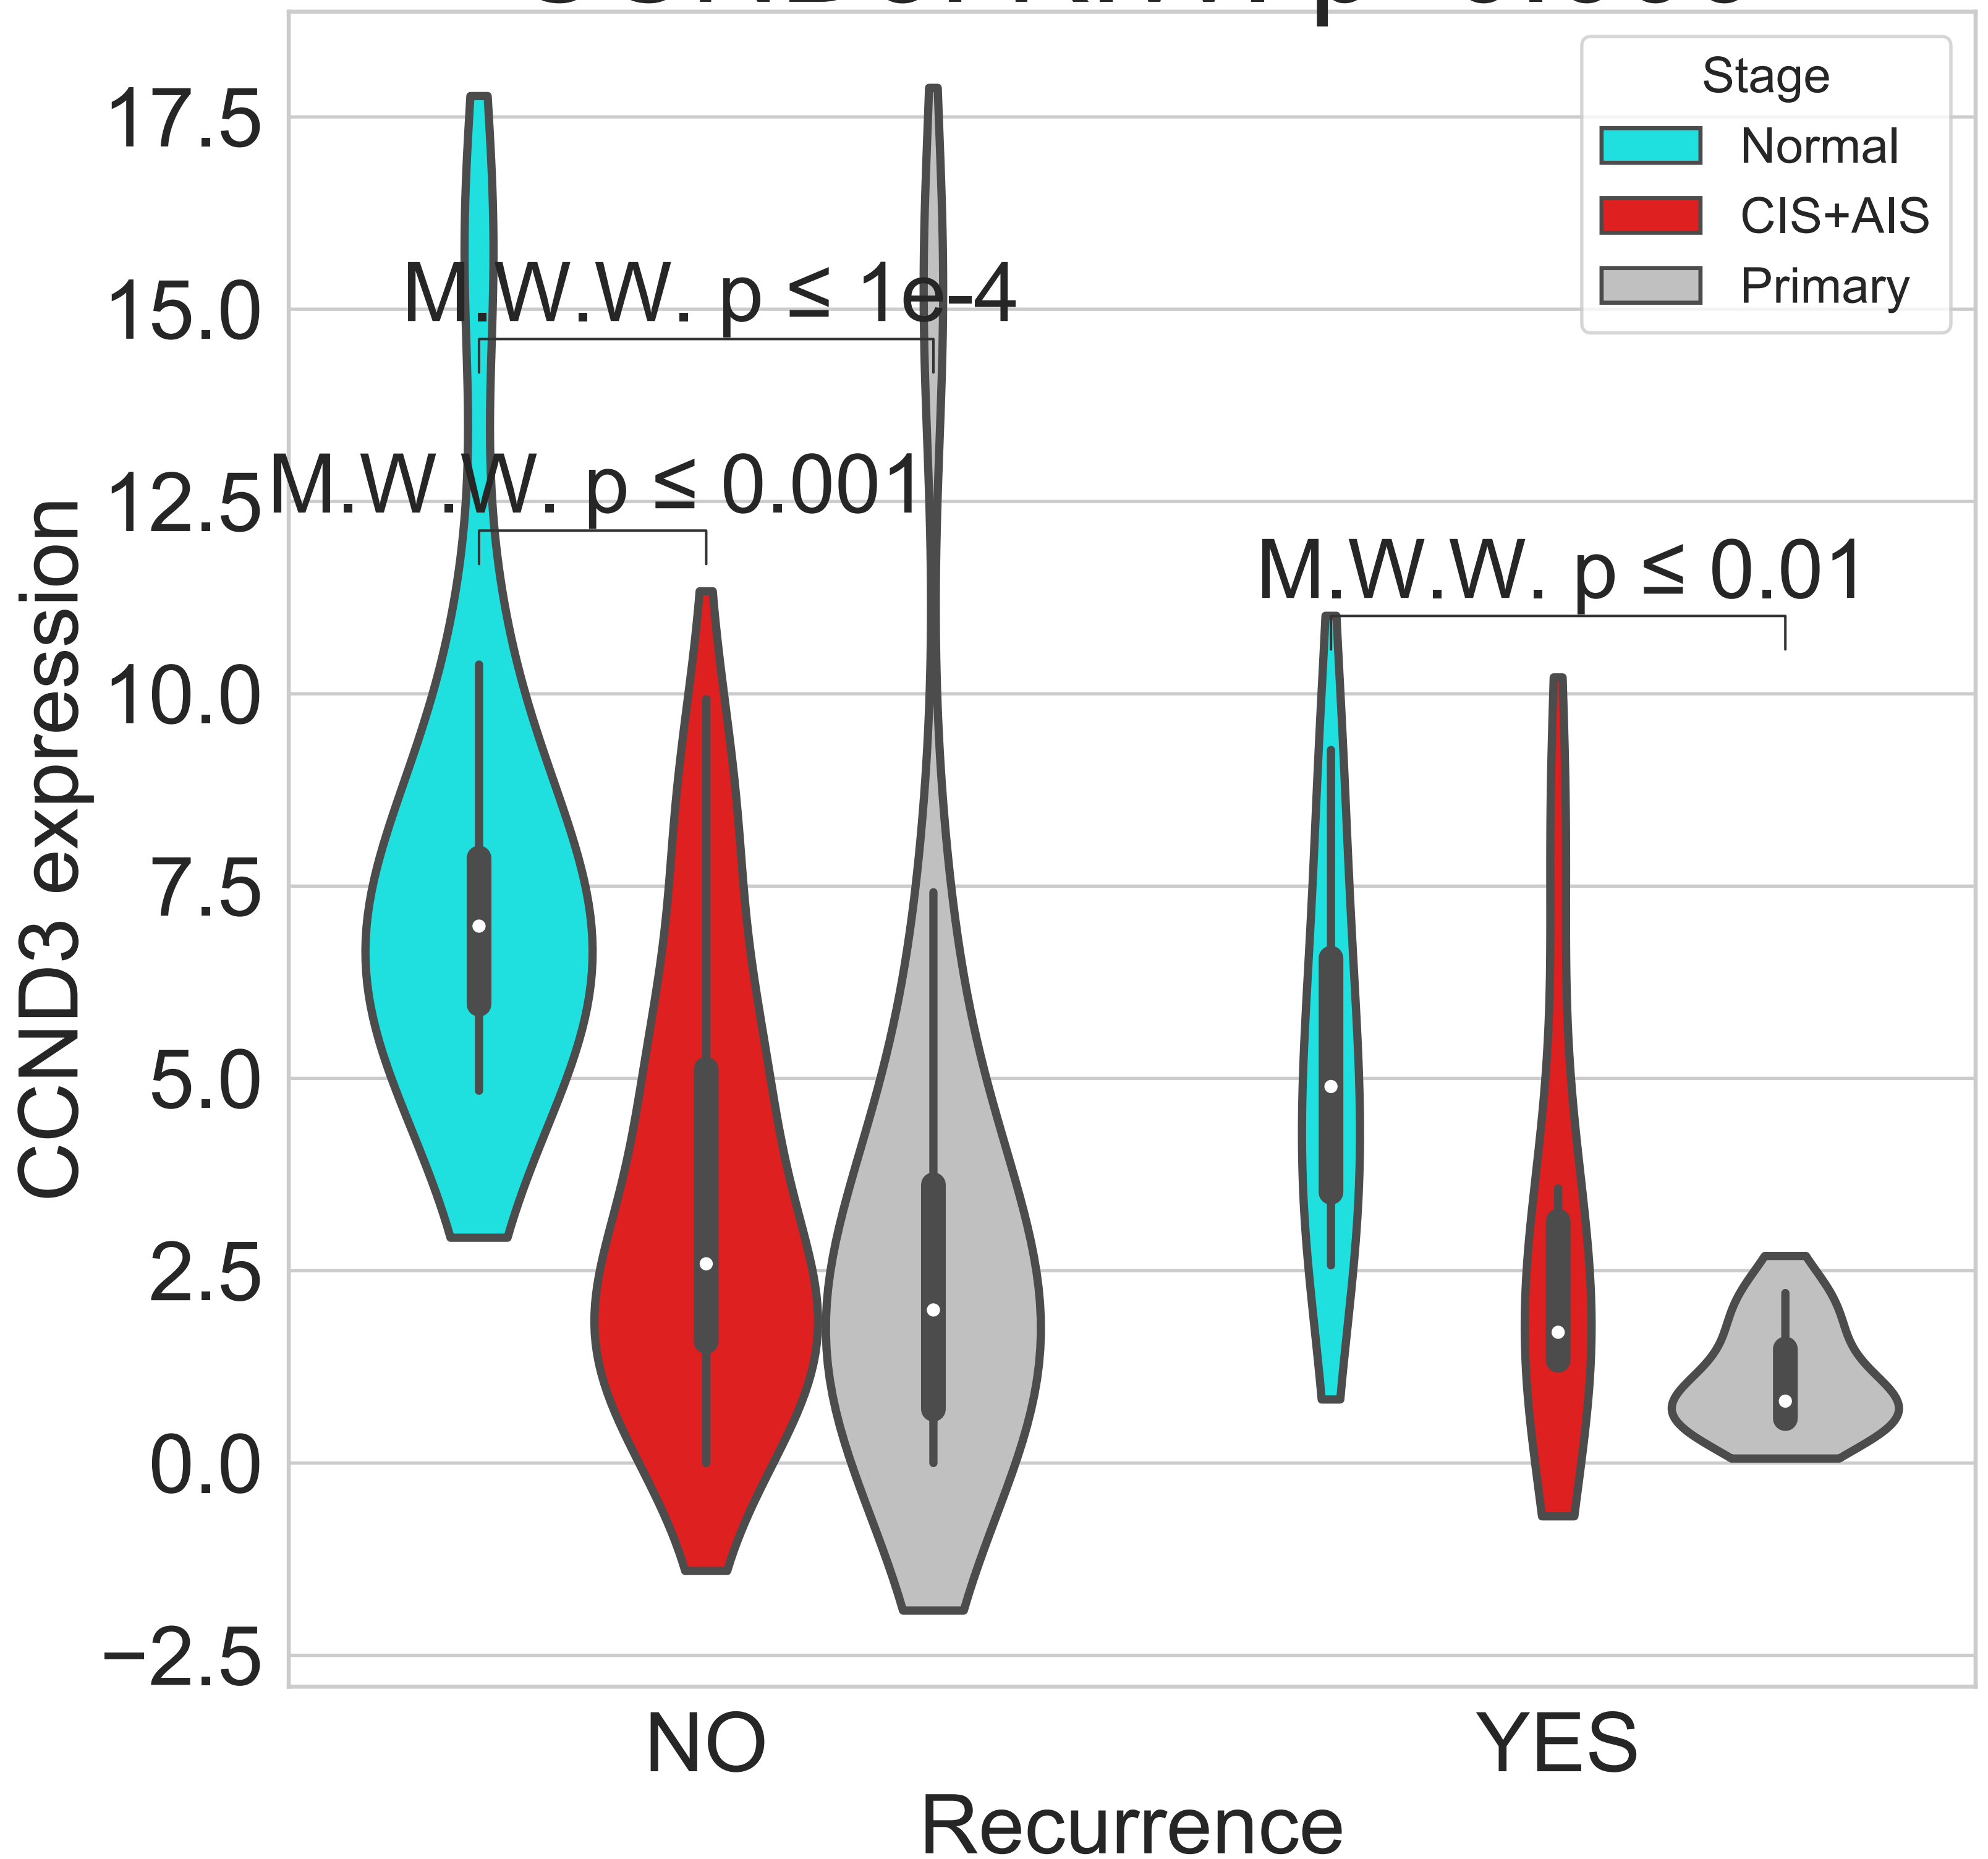 Stage
Normal
CIS+AIS
Primary
M.W.W. p ≤ 1e-4
M.W.W. p ≤ 0.001
M.W.W. p ≤ 0.01
CCND3 expression
17.5
15.0
12.5
10.0
7.5
5.0
2.5
0.0
−2.5
NO
YES
Recurrence